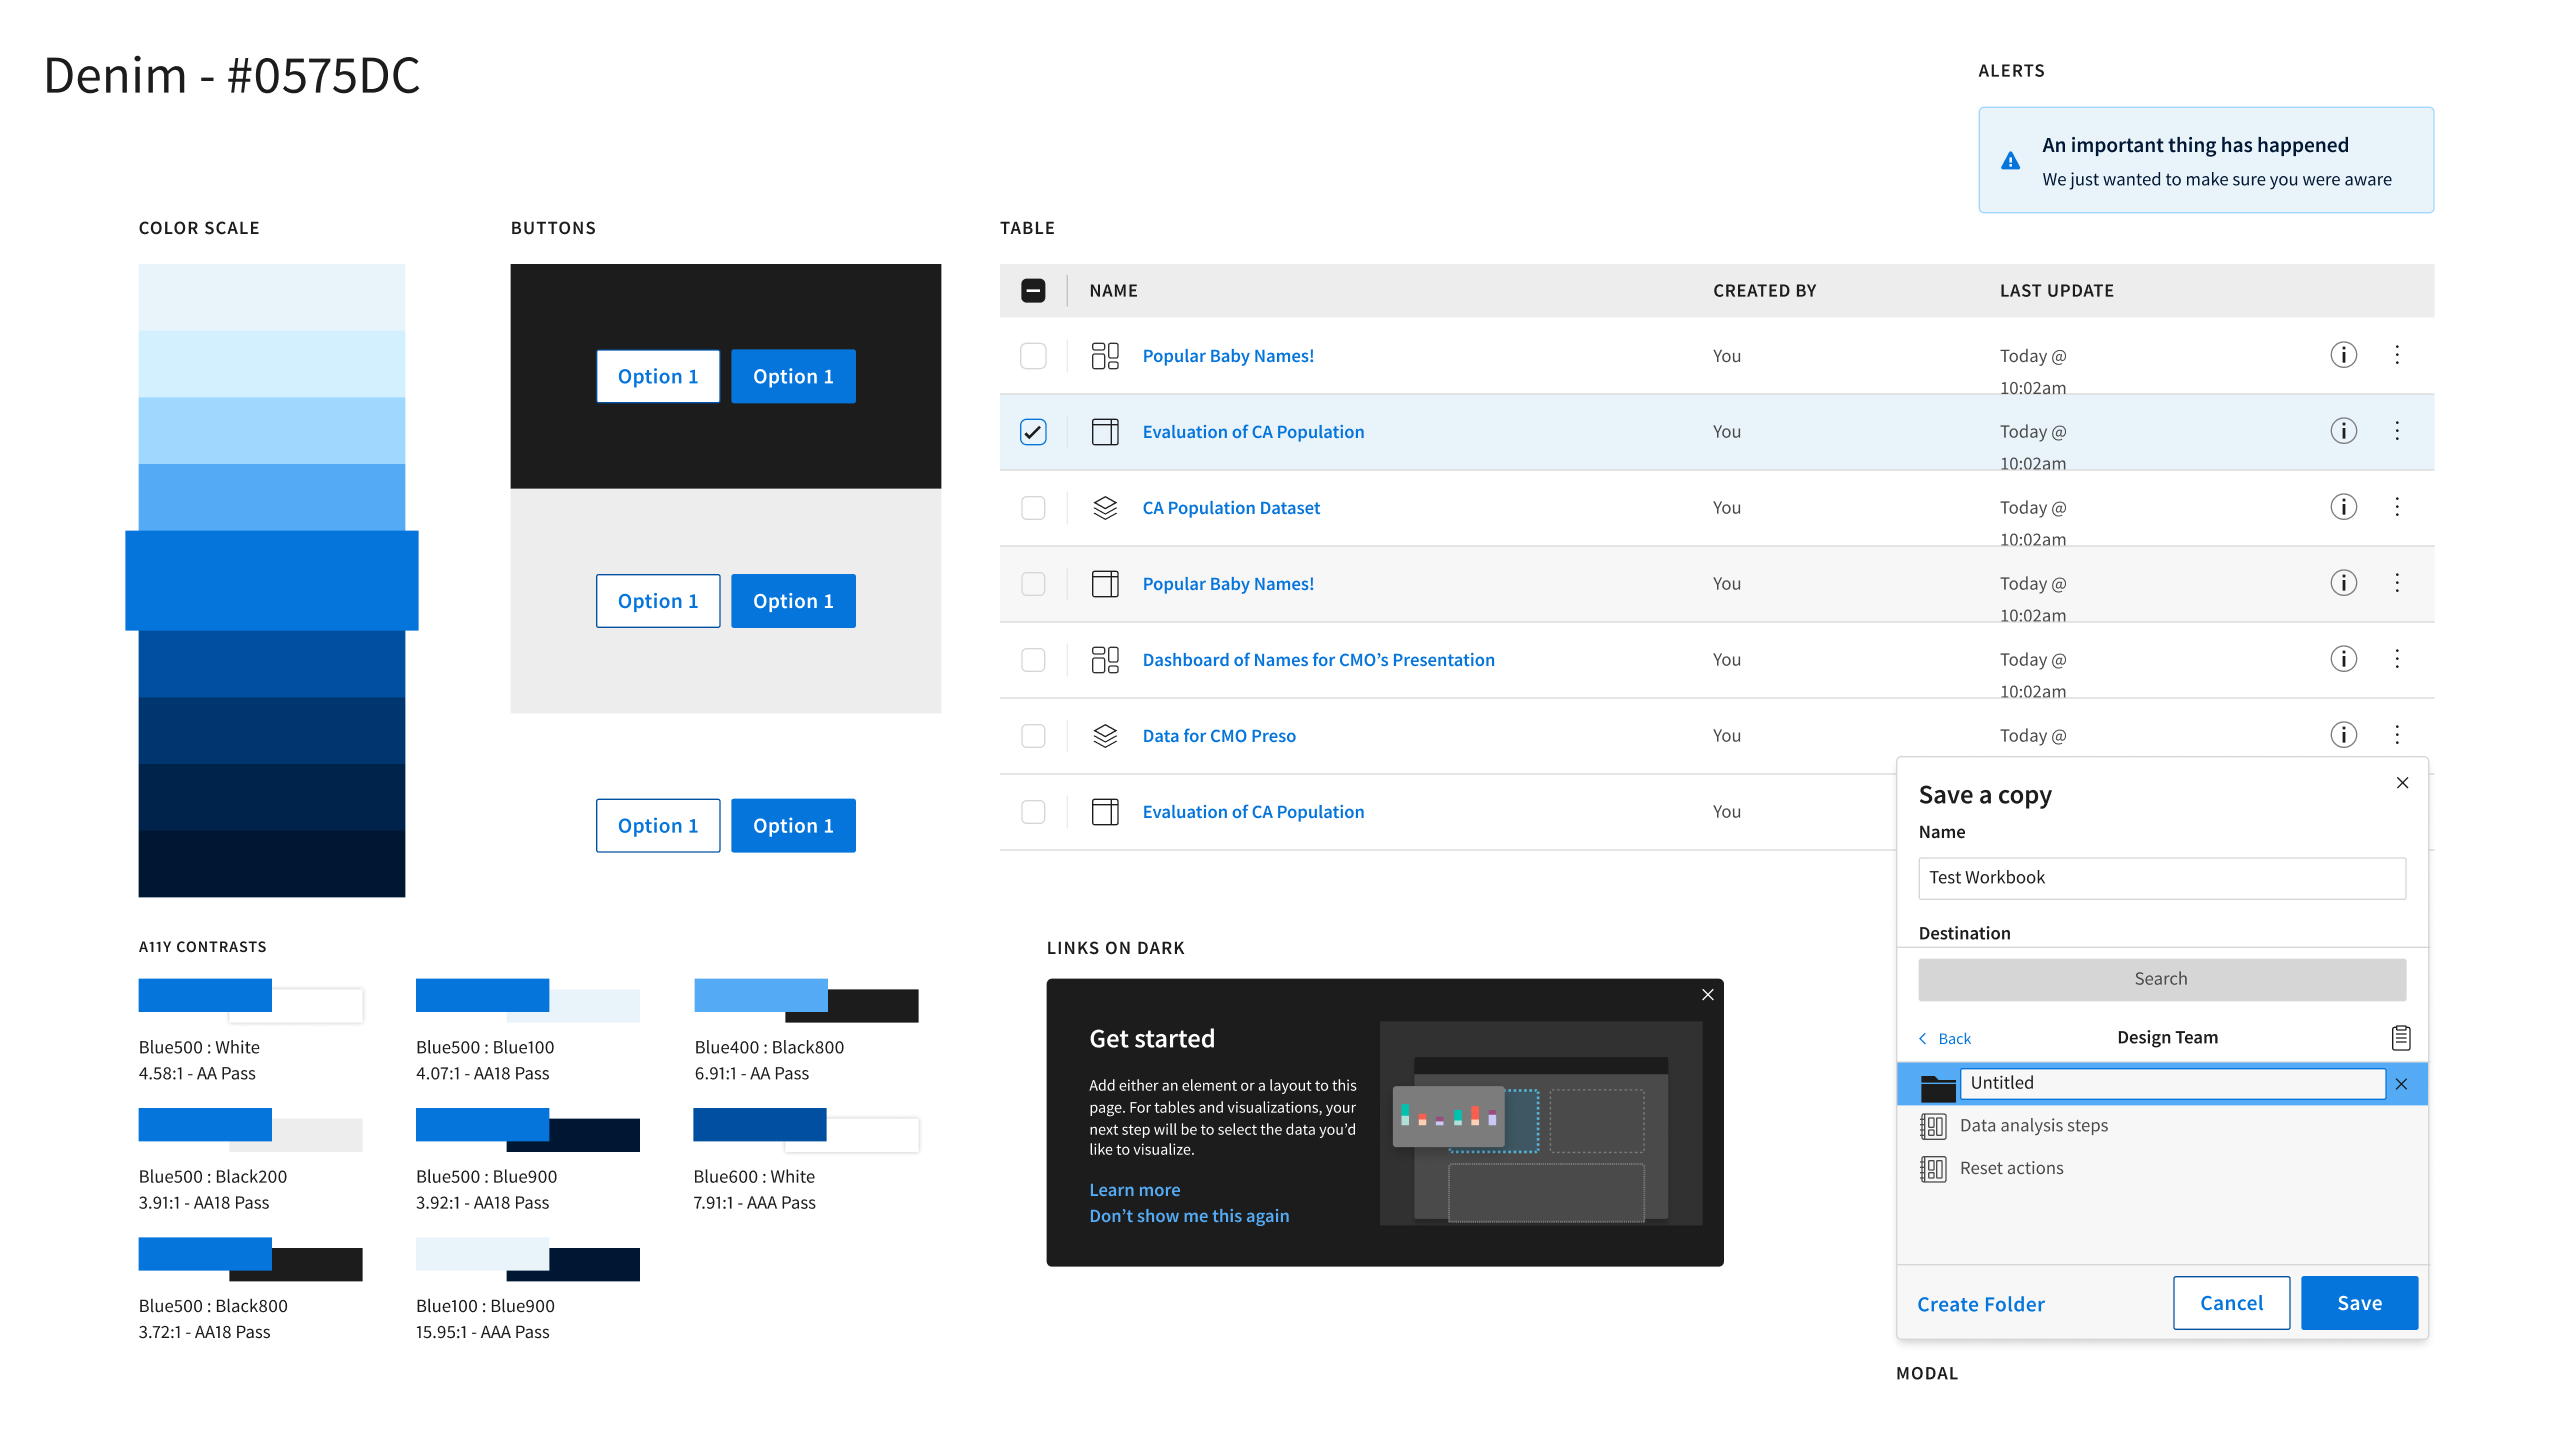 Denim - #0575DC
ALERTS
An important thing has happened
We just wanted to make sure you were aware
COLOR SCALE
BUTTONS
Option 1
Option 1
Option 1
Option 1
Option 1
Option 1
TABLE
NAME
CREATED BY
LAST UPDATE
Popular Baby Names!
You
Today @
10:02am
Evaluation of CA Population
You
Today @
10:02am
CA Population Dataset
You
Today @
10:02am
Popular Baby Names!
You
Today @
10:02am
Dashboard of Names for CMO’s Presentation
You
Today @
10:02am
Data for CMO Preso
You
Today @
Evaluation of CA Population
You
A11Y CONTRASTS
Blue500 : White
4.58:1 - AA Pass
Blue500 : Blue100
4.07:1 - AA18 Pass
Blue400 : Black800
6.91:1 - AA Pass
Blue500 : Black200
3.91:1 - AA18 Pass
Blue500 : Blue900
3.92:1 - AA18 Pass
Blue600 : White
7.91:1 - AAA Pass
Blue500 : Black800
3.72:1 - AA18 Pass
Blue100 : Blue900
15.95:1 - AAA Pass
LINKS ON DARK
Get started
Add either an element or a layout to this
page. For tables and visualizations, your
next step will be to select the data you’d
like to visualize.
Learn more
Don’t show me this again
Save a copy
Name
Test Workbook
Destination
Search
Back
Design Team
Untitled
Data analysis steps
Reset actions
Create Folder
Cancel
Save
MODAL